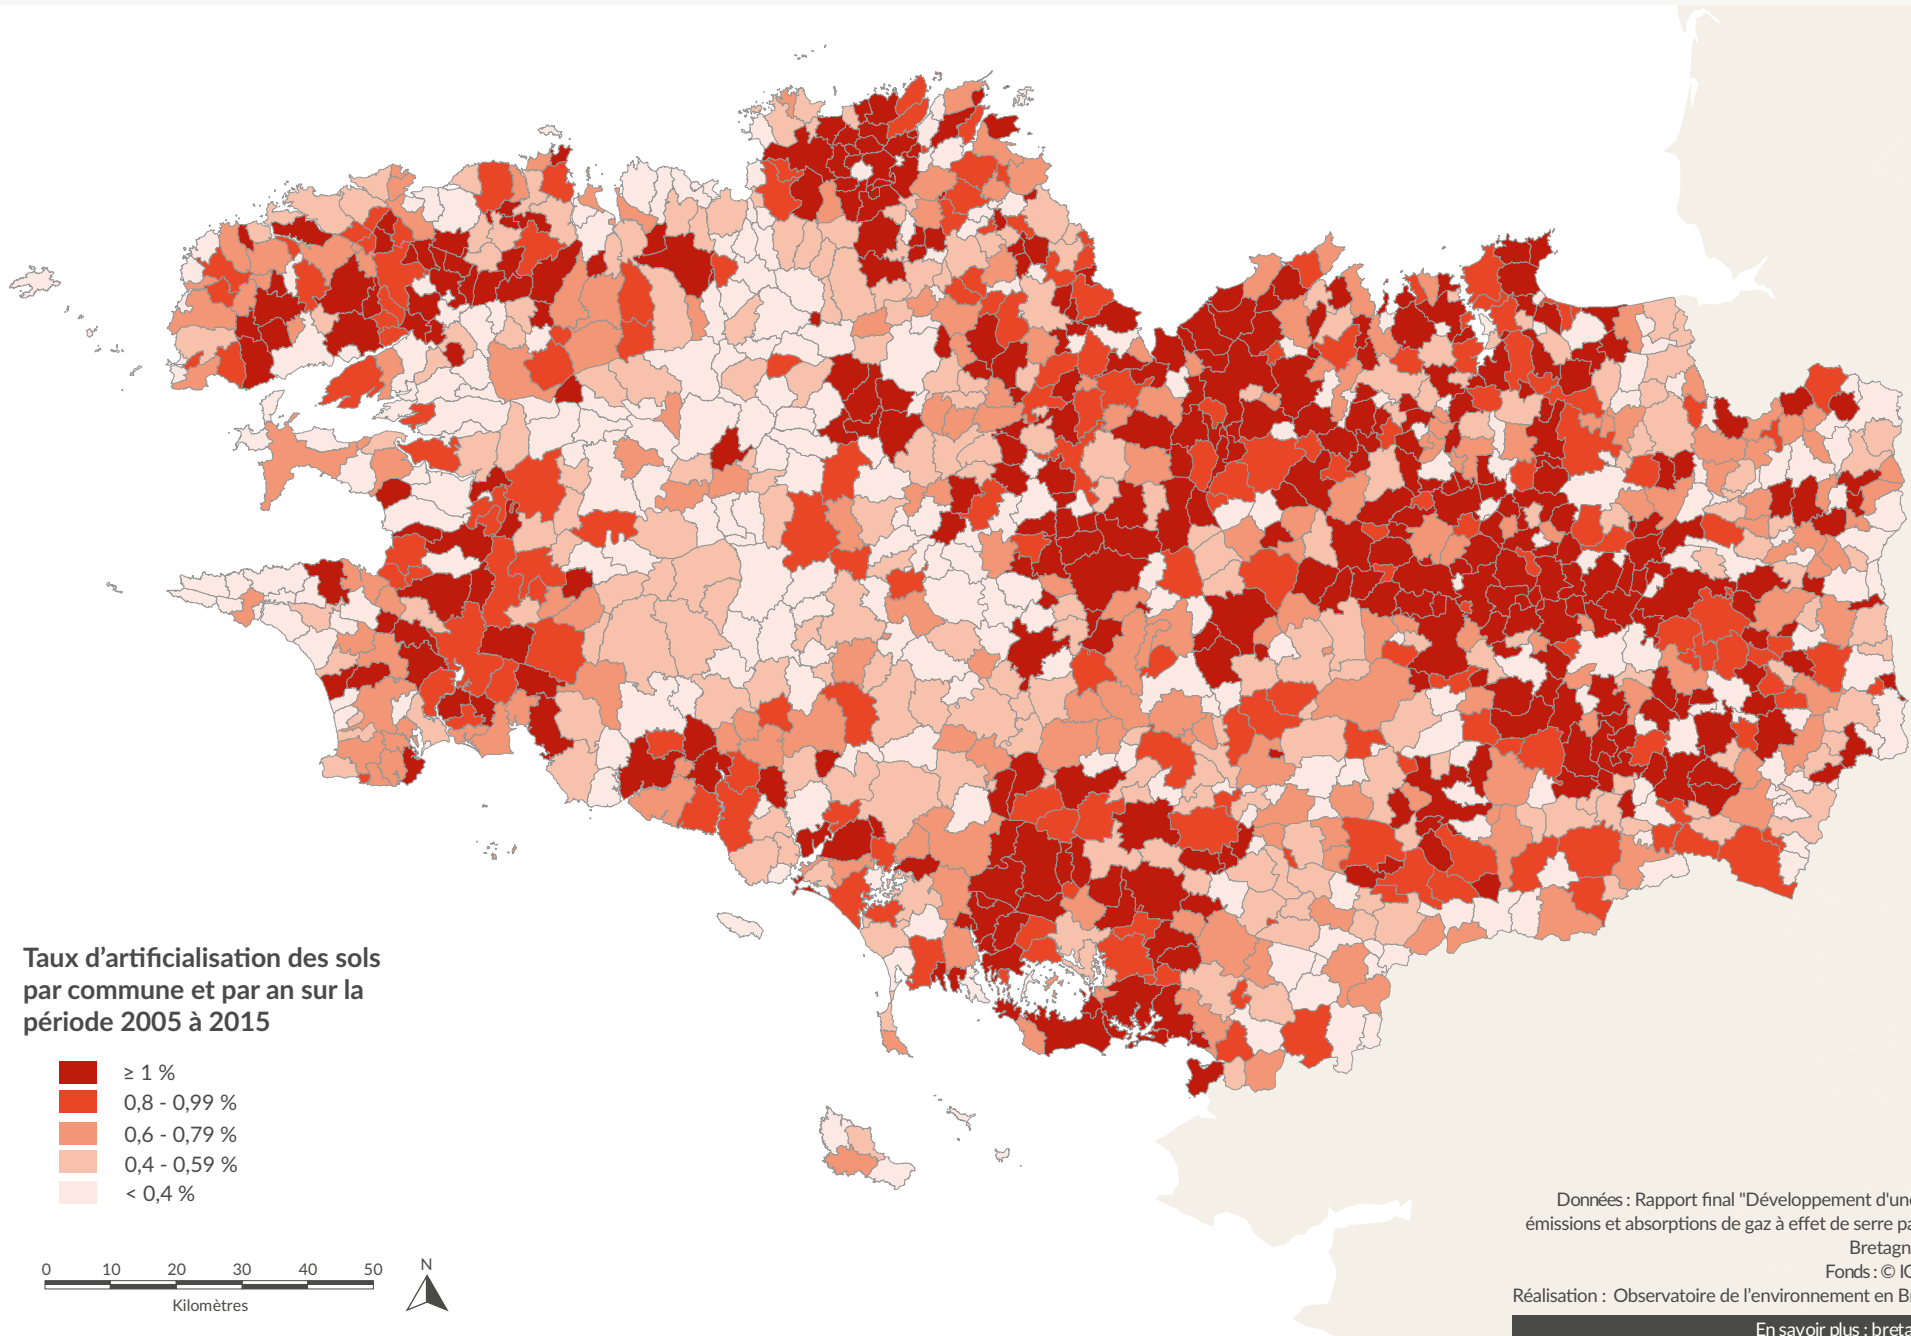 Taux d’artificialisation des sols
par commune et par an sur la
période 2005 à 2015
≥ 1 %
0,8 - 0,99 %
0,6 - 0,79 %
0,4 - 0,59 %
< 0,4 %
0 10 20 30 40 50
Kilomètres
N
Données : Rapport final "Développement d'un
émissions et absorptions de gaz à effet de serre pa
Bretagn
Fonds : © IG
Réalisation : Observatoire de l’environnement en B
En savoir plus : breta